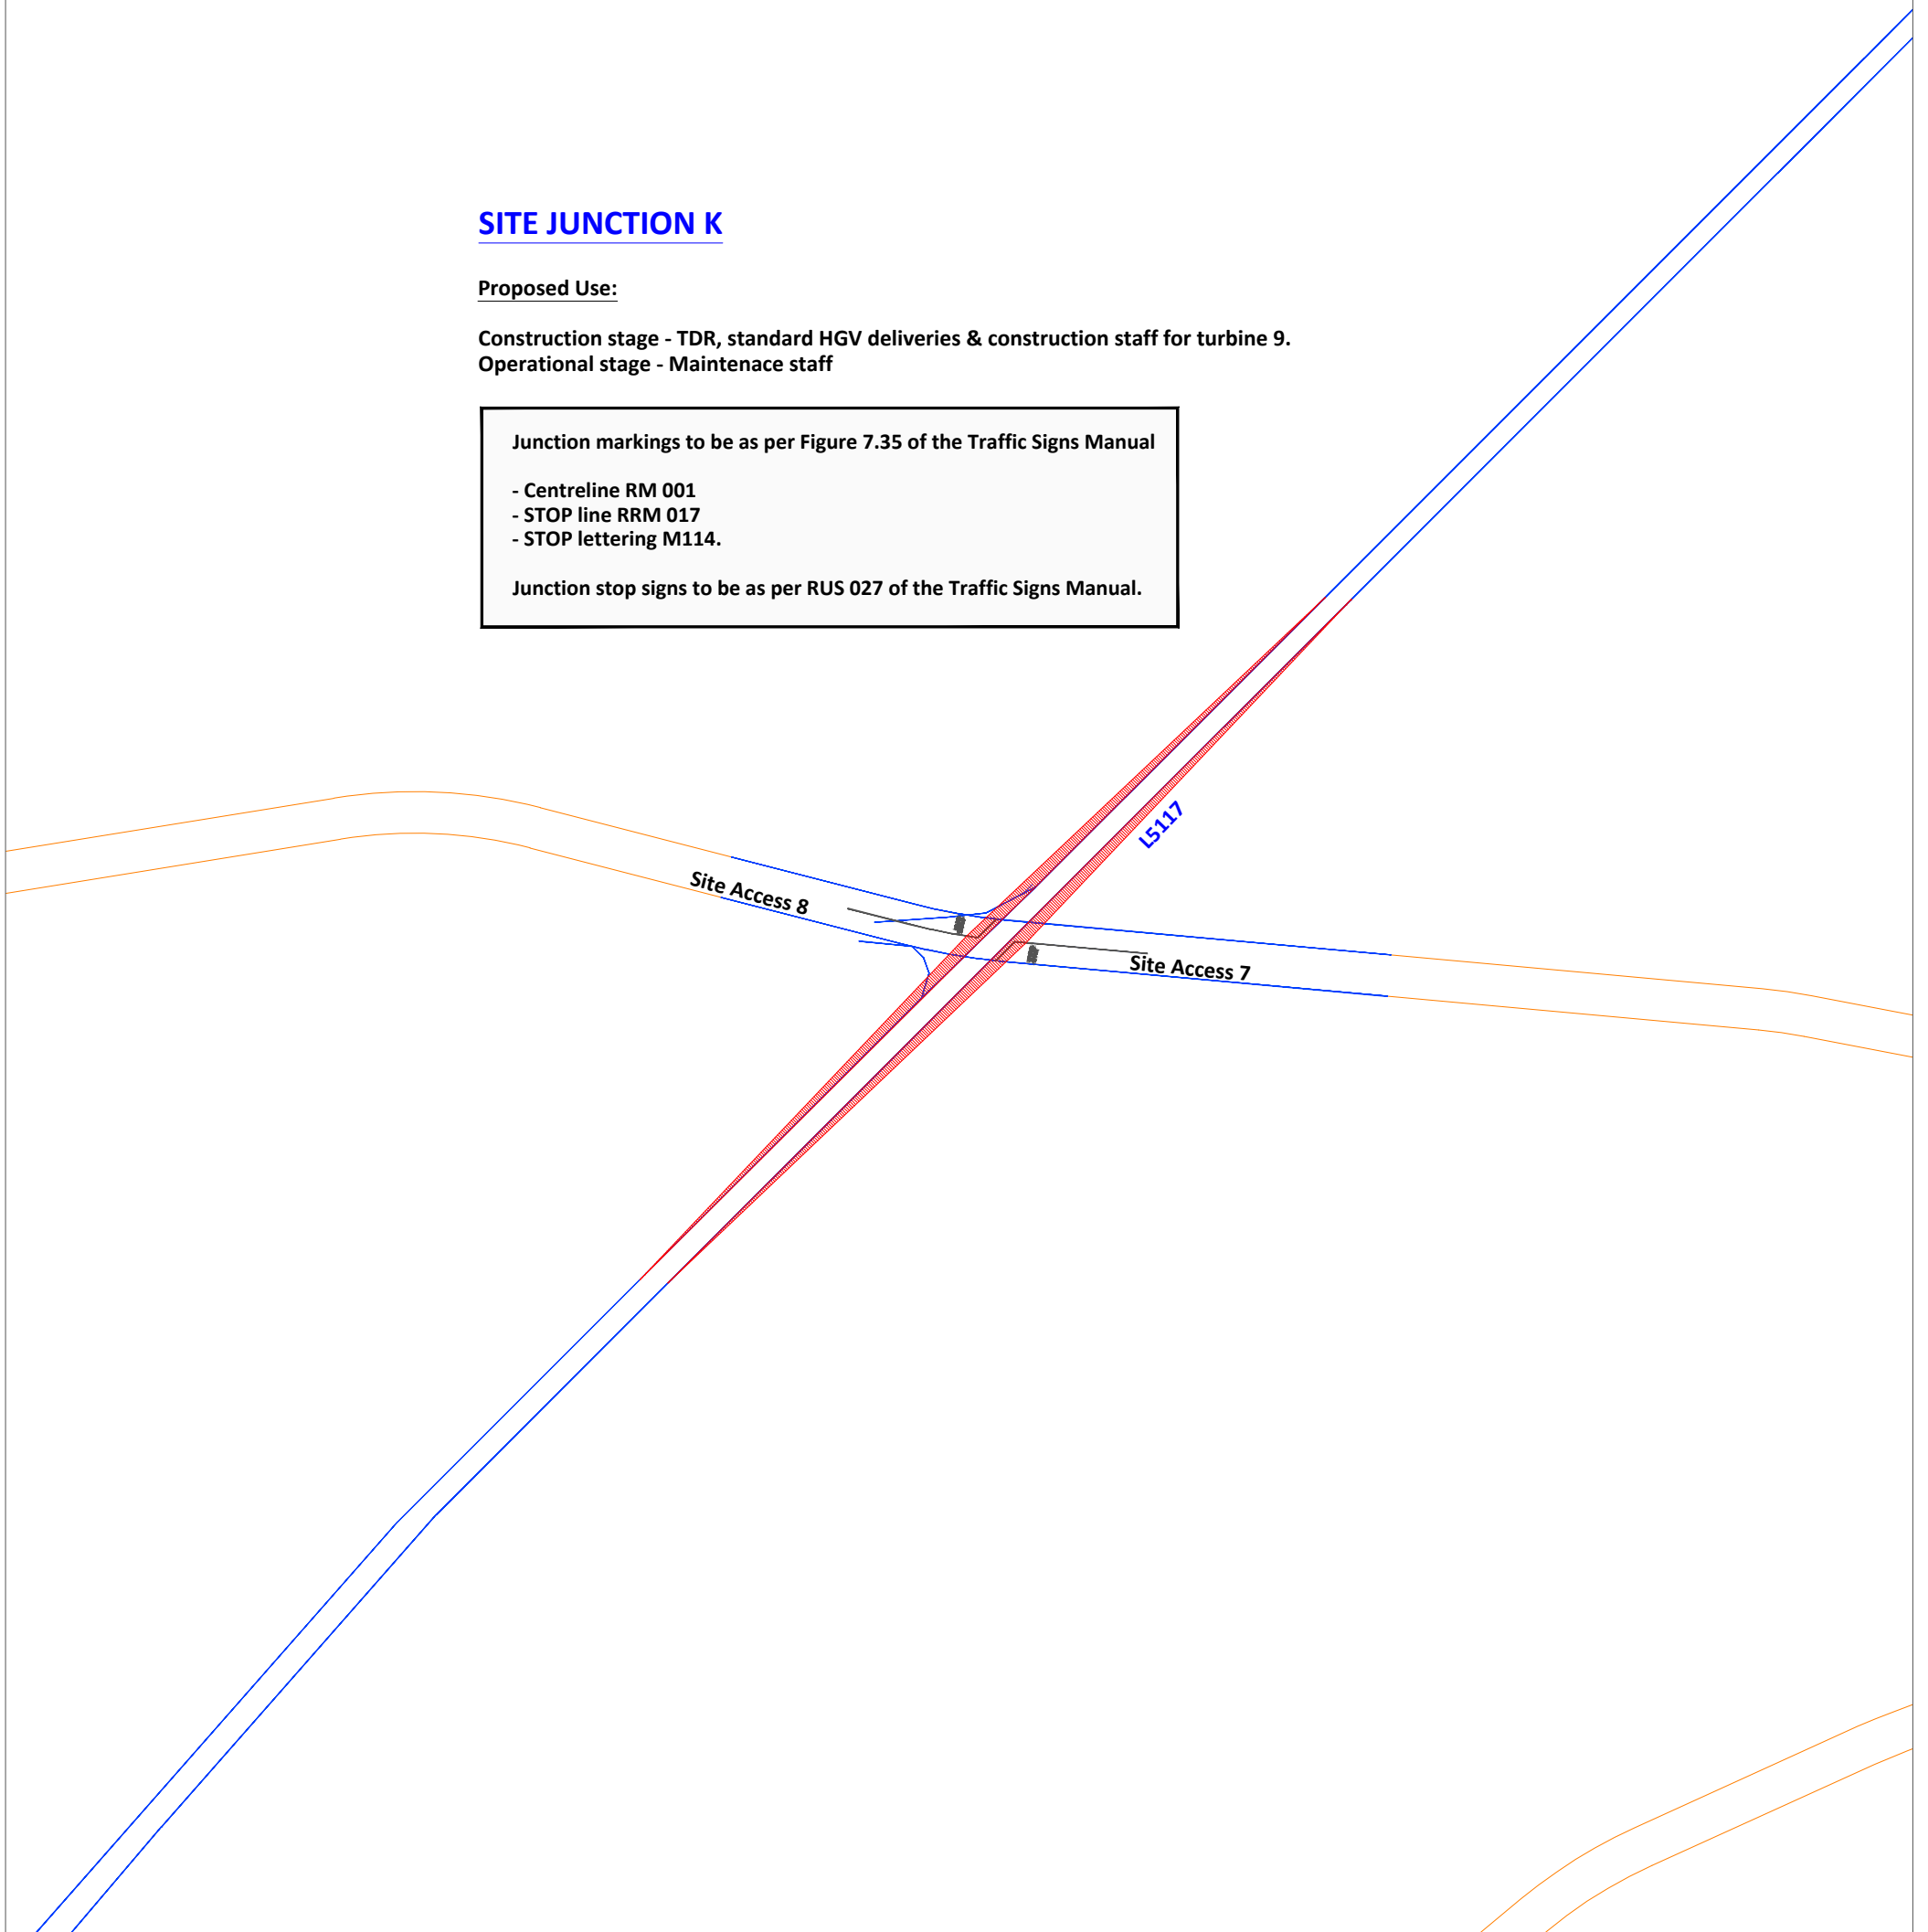 SITE JUNCTION K
Proposed Use:
Construction stage - TDR, standard HGV deliveries & construction staff for turbine 9.
Operational stage - Maintenace staff
Junction markings to be as per Figure 7.35 of the Traffic Signs Manual
- Centreline RM 001
- STOP line RRM 017
- STOP lettering M114.
Junction stop signs to be as per RUS 027 of the Traffic Signs Manual.
L5117
Site Access 8
Site Access 7